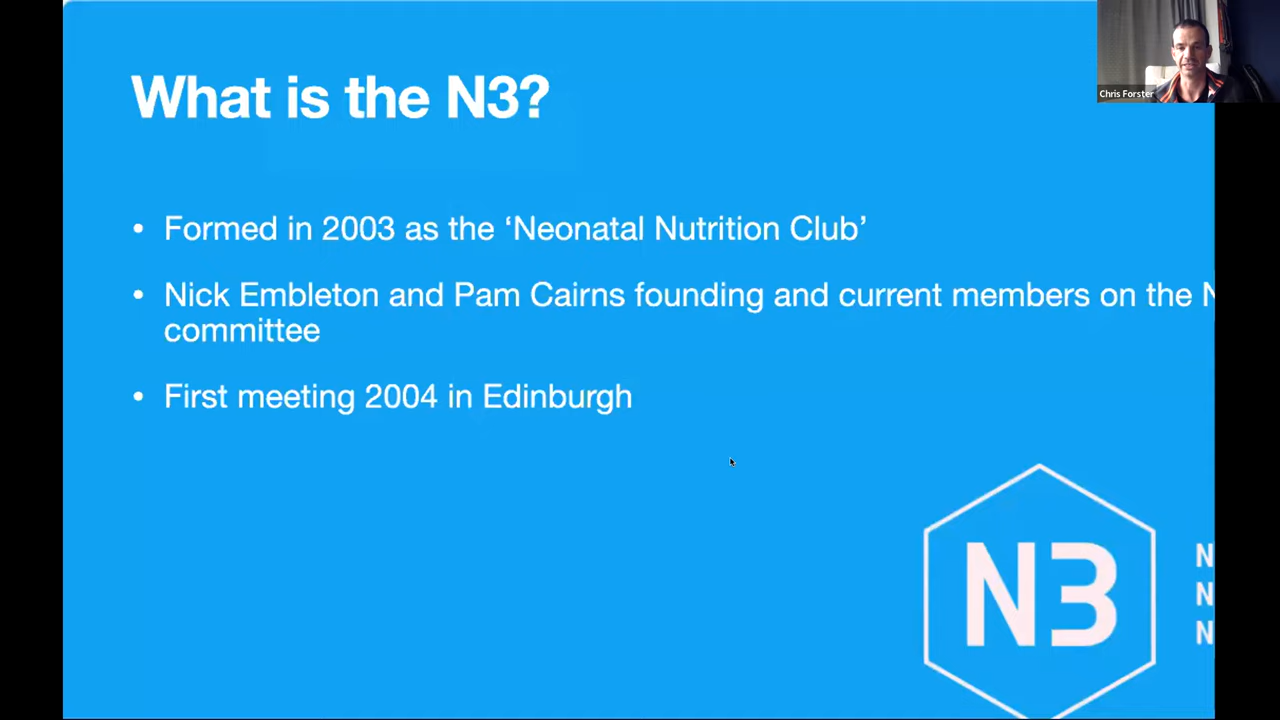 What is the N3?
Chris Forster
• Formed in 2003 as the ‘Neonatal Nutrition Club’
• Nick Embleton and Pam Cairns founding and current members on the N
committee
• First meeting 2004 in Edinburgh
N3
N
N
N